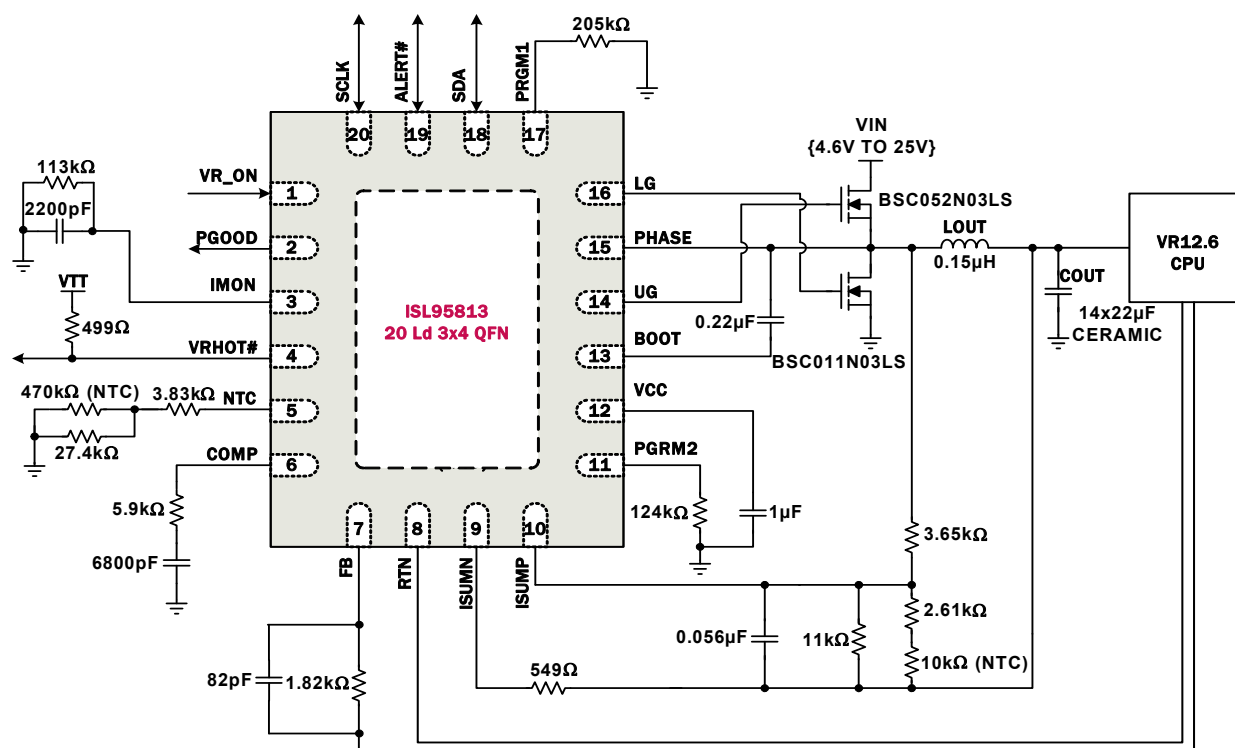 205kΩ
SCLK
ALERT#
SDA
PRGM1
20
19
18
17
VIN
{4.6V TO 25V}
113kΩ
2200pF
VR_ON
1
16
LG
BSC052N03LS
PGOOD
2
15
PHASE
LOUT
0.15µH
VR12.6
CPU
COUT
14x22µF
CERAMIC
IMON
3
14
UG
VTT
499Ω
ISL95813
20 Ld 3x4 QFN
0.22µF
VRHOT#
4
13
BOOT
BSC011N03LS
470kΩ (NTC)
3.83kΩ
NTC
5
12
VCC
27.4kΩ
COMP
6
11
PGRM2
5.9kΩ
6800pF
7
8
9
10
124kΩ
1µF
3.65kΩ
FB
RTN
ISUMN
ISUMP
2.61kΩ
0.056µF
11kΩ
10kΩ (NTC)
82pF
1.82kΩ
549Ω